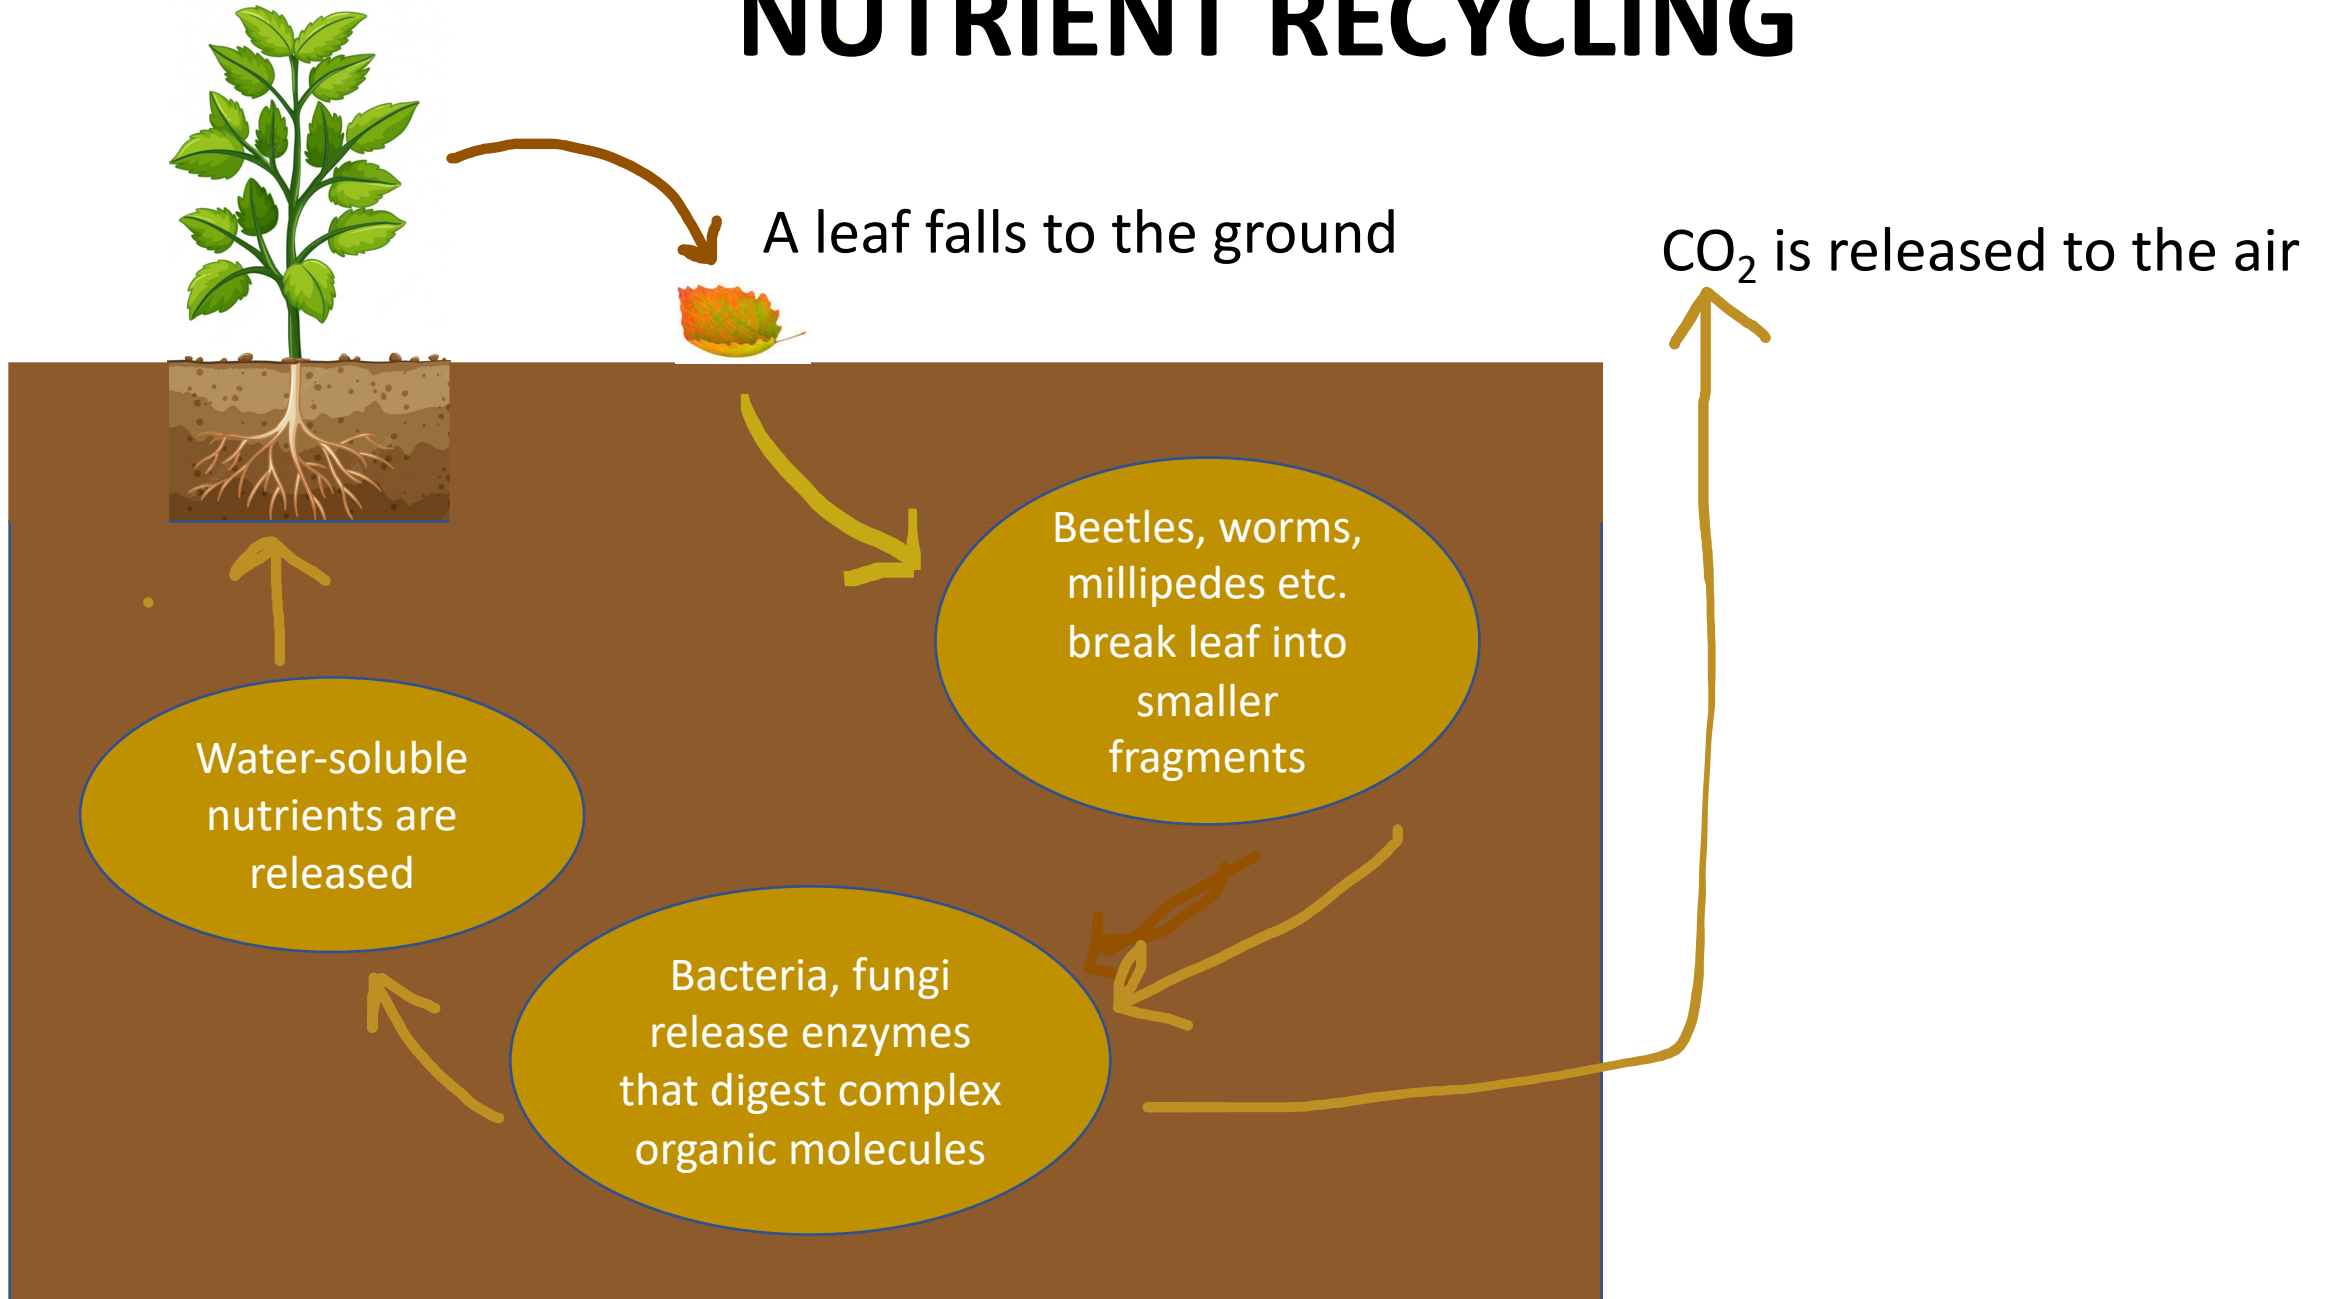 NUTRIENT RECYCLING
A leaf falls to the ground
CO₂ is released to the air
Beetles, worms,
millipedes etc.
break leaf into
smaller
fragments
Water-soluble
nutrients are
released
Bacteria, fungi
release enzymes
that digest complex
organic molecules